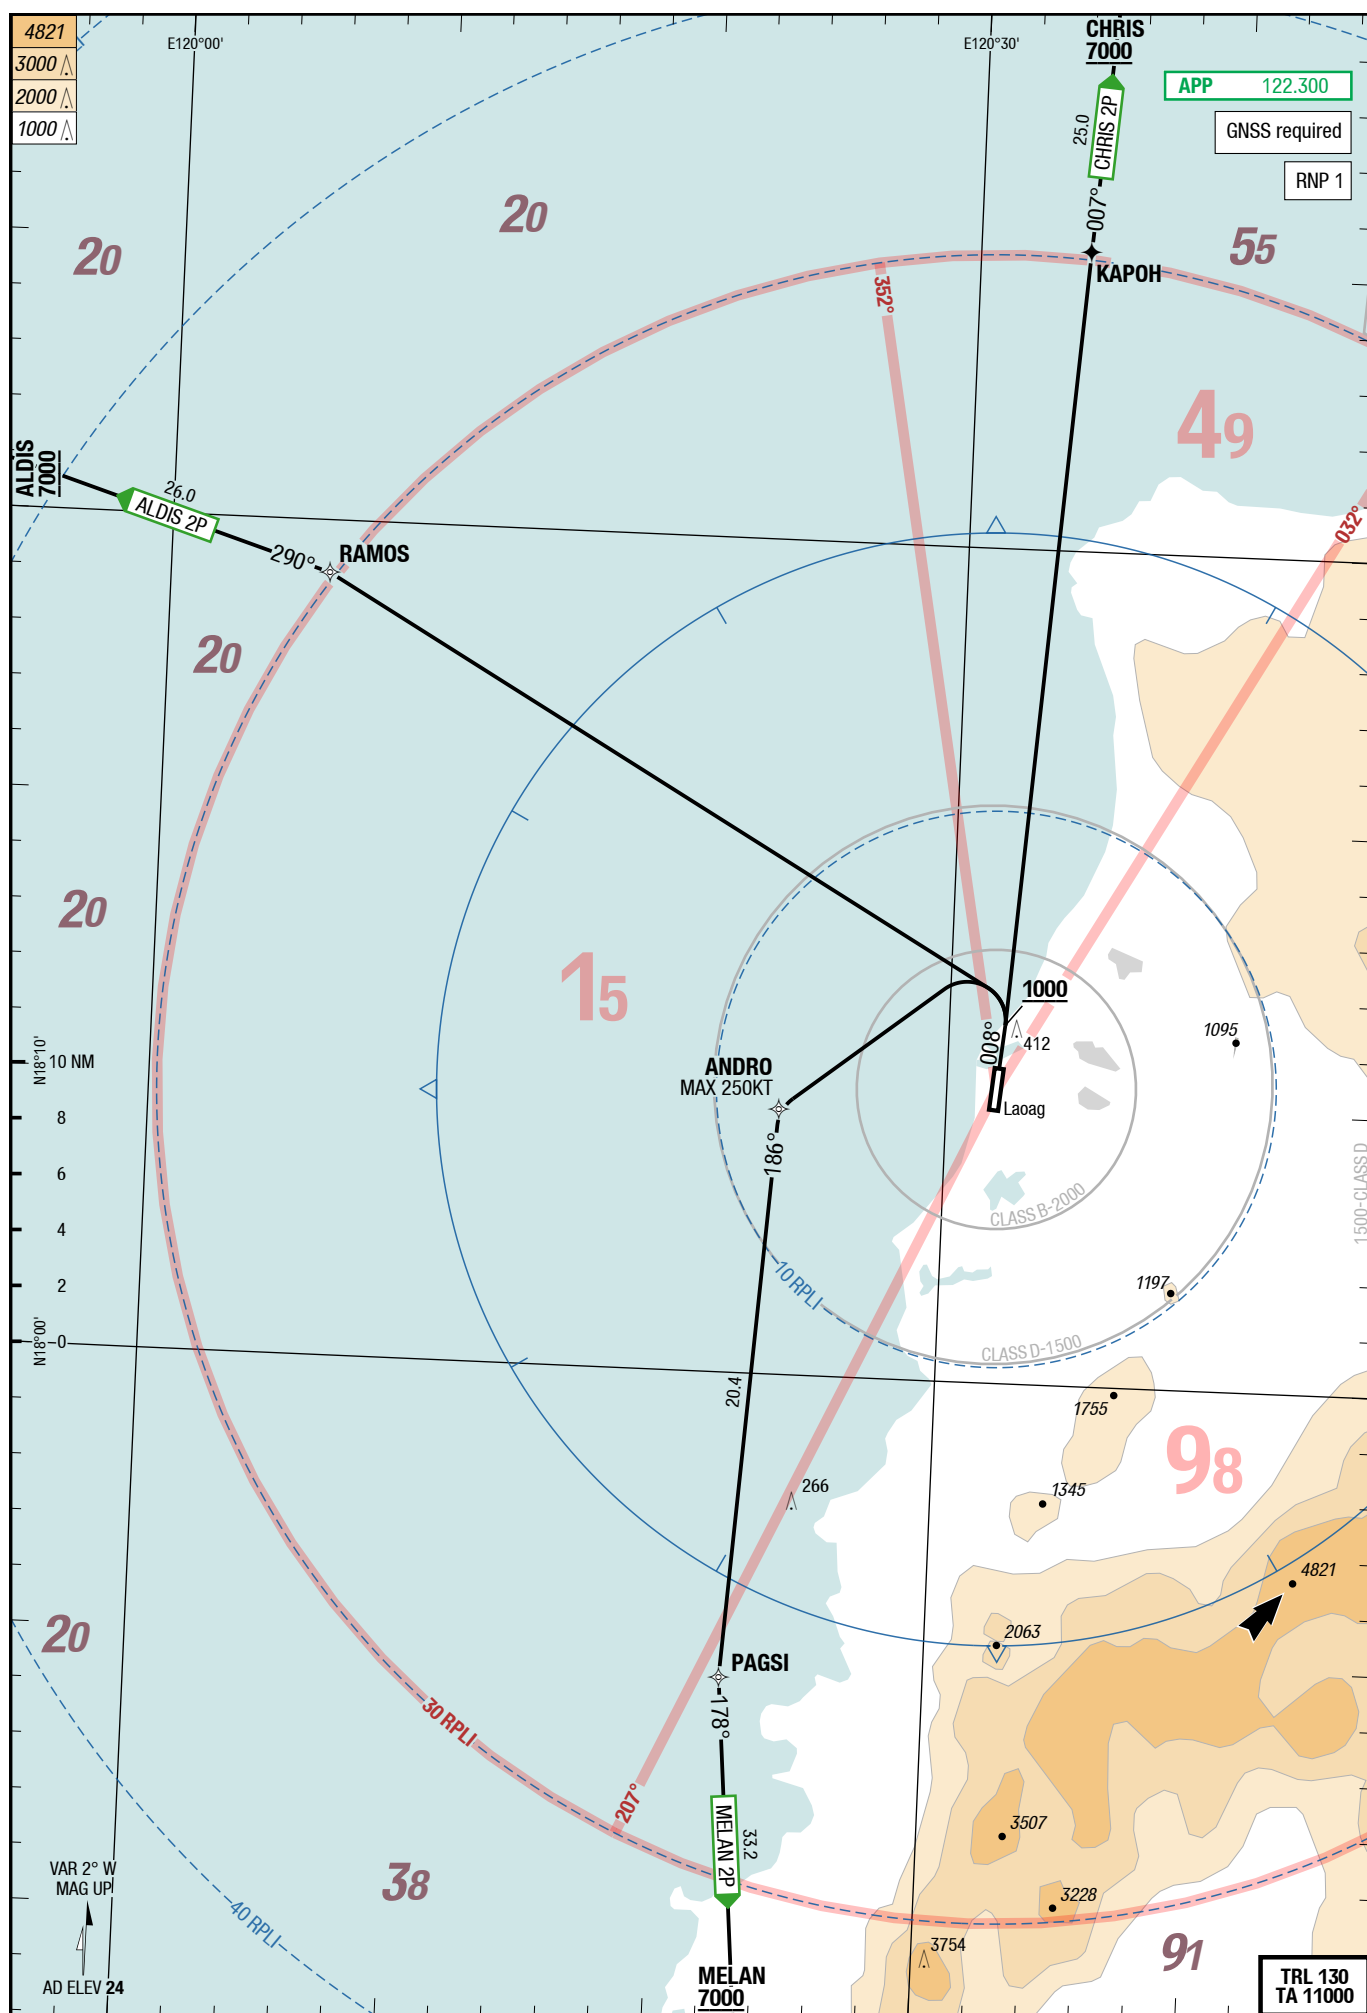 4821
3000
2000
1000
E120°00'
E120°30'
CHRIS
7000
APP 122.300
GNSS required
RNP 1
25.0
CHRIS 2P
007°
KAPOH
20
20
55
352°
49
032°
ALDIS
7000
26.0
ALDIS 2P
290°
RAMOS
20
20
15
1000
008°
412
1095
ANDRO
MAX 250KT
Laoag
186°
N18°10'
10 NM
8
6
4
2
0
N18°00'
CLASS B-2000
1500-CLASS D
10 RPLI
1197
CLASS D-1500
20.4
1755
98
266
1345
4821
20
2063
PAGSI
178°
30 RPLI
207°
MELAN 2P
33.2
3507
38
3228
40 RPLI
3754
91
VAR 2° W
MAG UP
AD ELEV 24
MELAN
7000
TRL 130
TA 11000